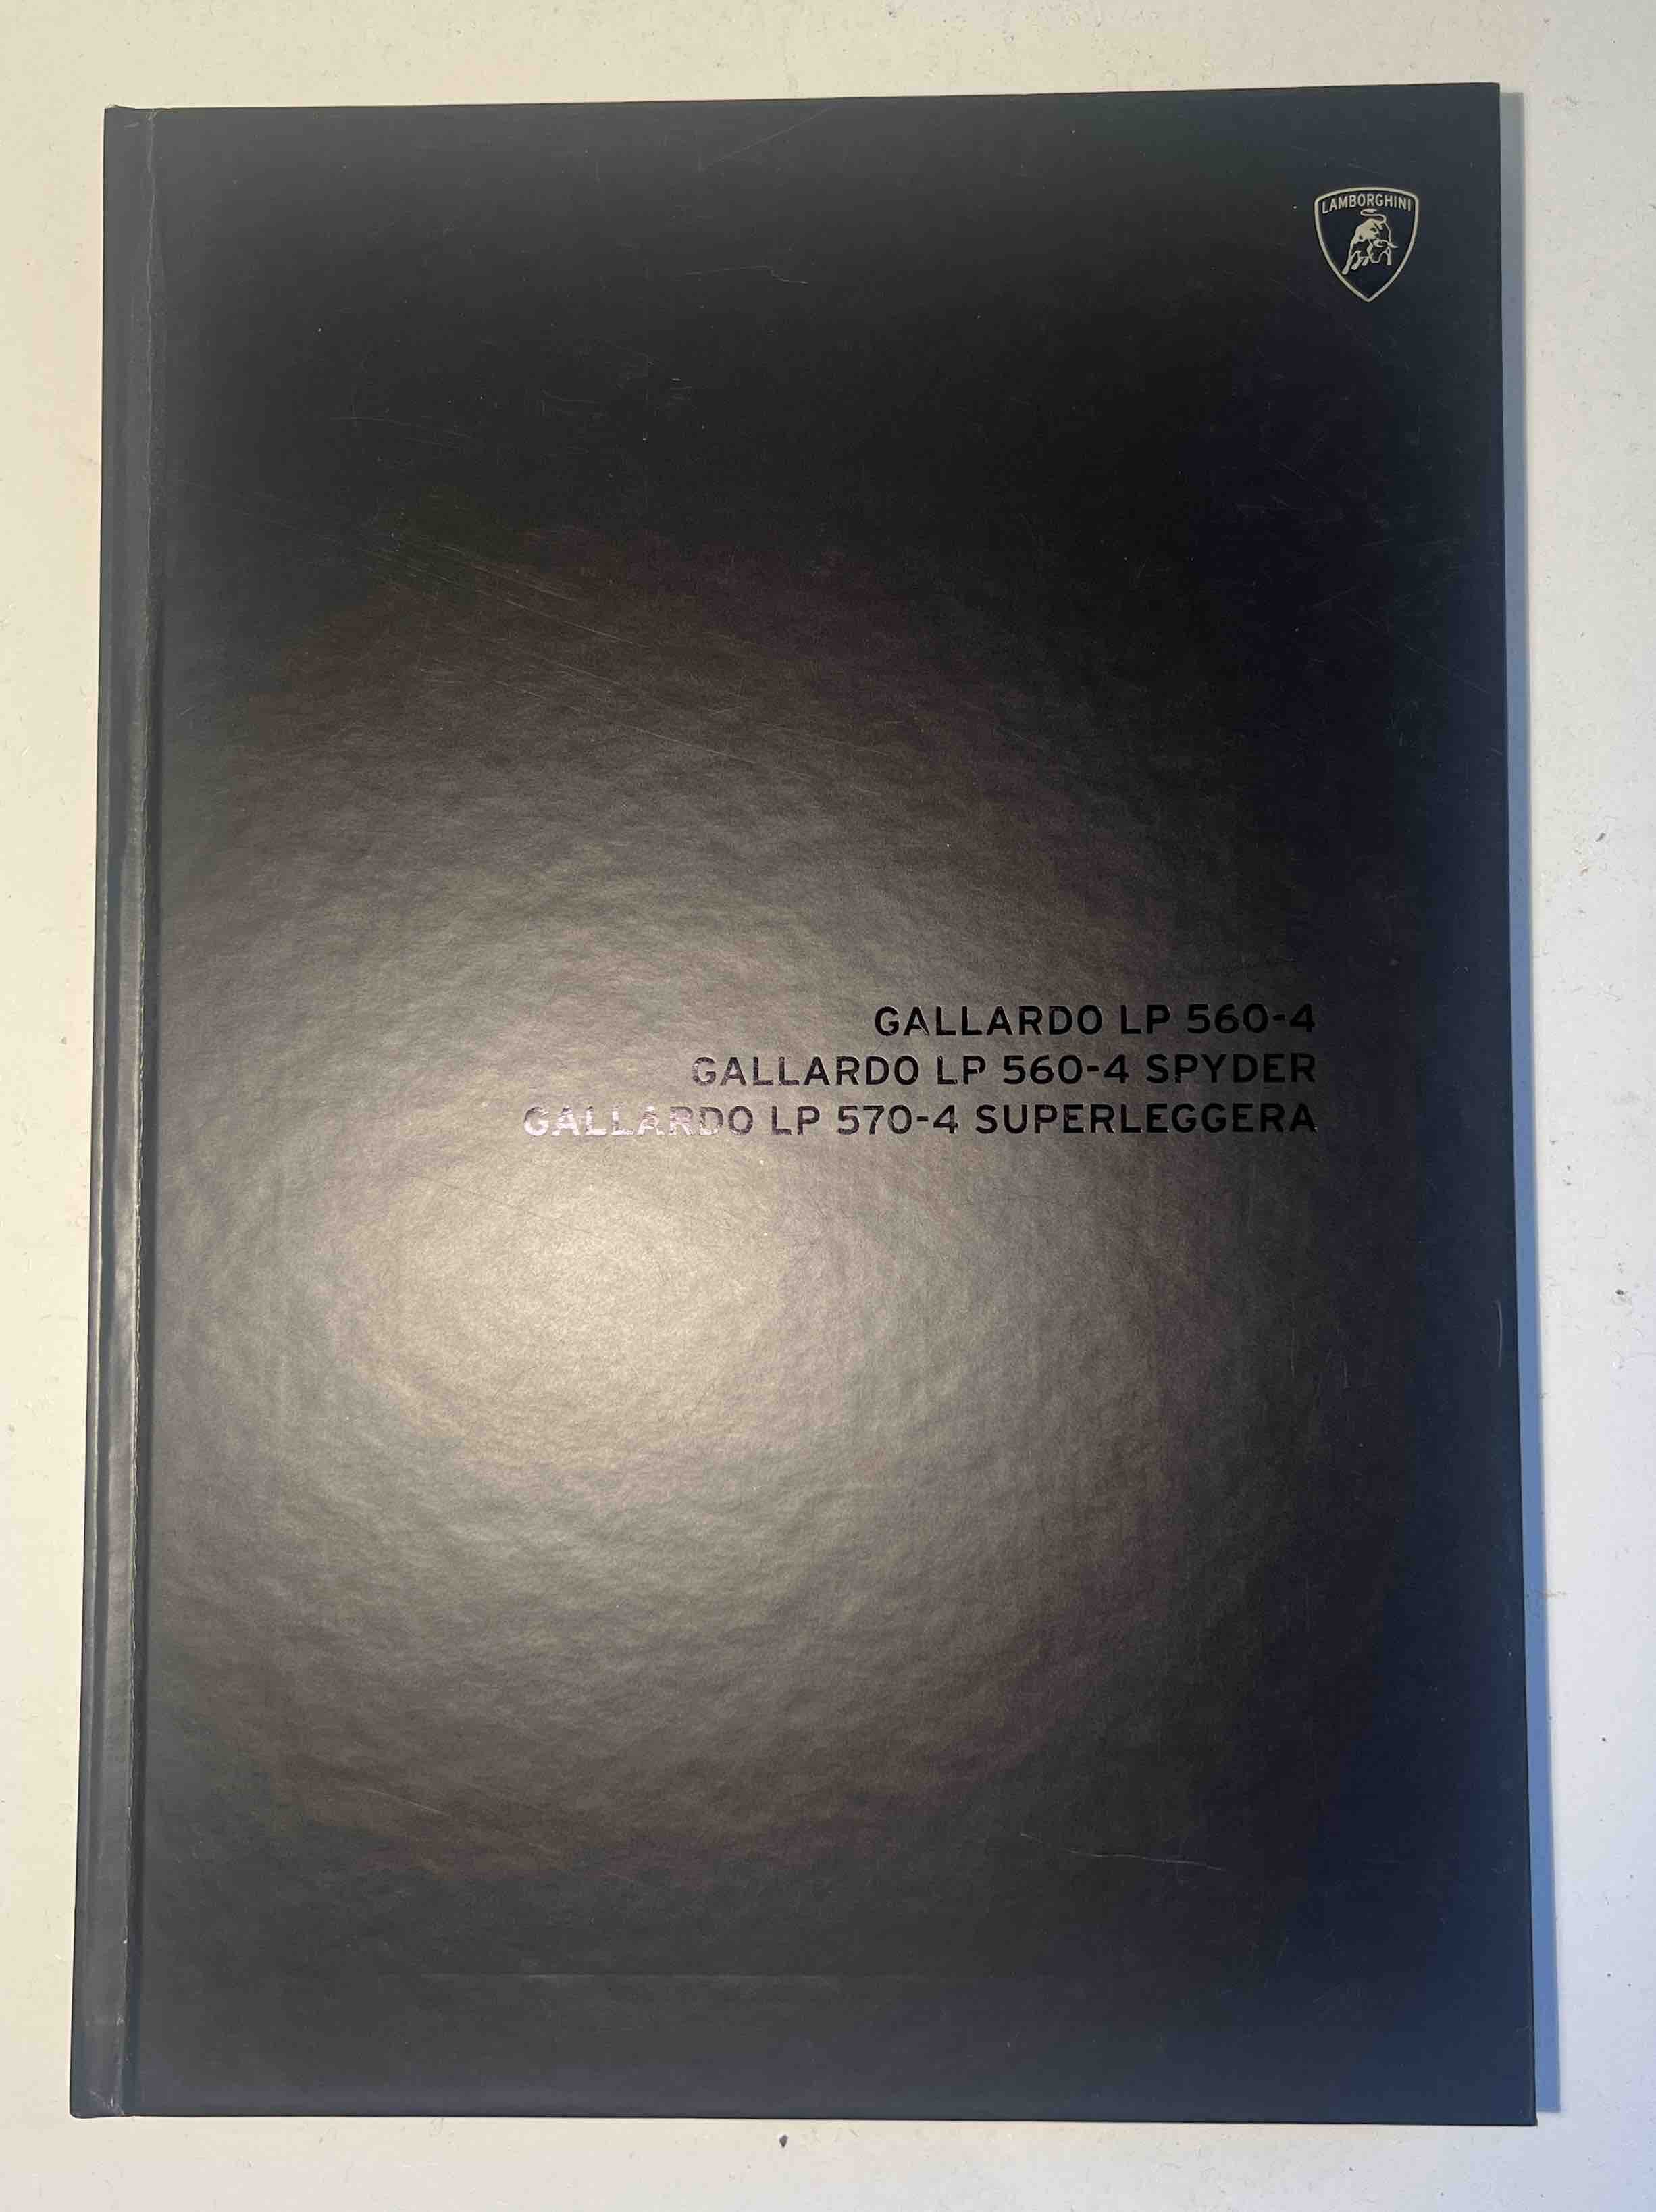 LAMBORGHINI
GALLARDO LP 560-4
GALLARDO LP 560-4 SPYDER
GALLARDO LP 570-4 SUPERLEGGERA